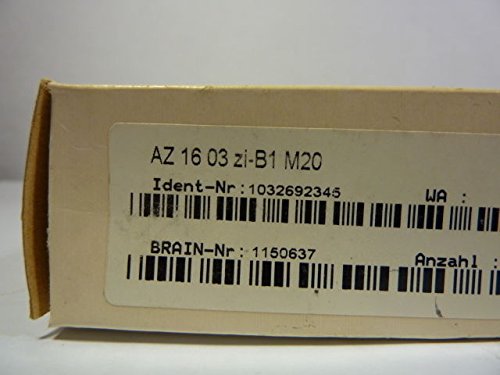 AZ 16 03 zi-B1 M20
Ident-Nr:1032692345 WA :
BRAIN-Nr: 1150637 Anzahl :